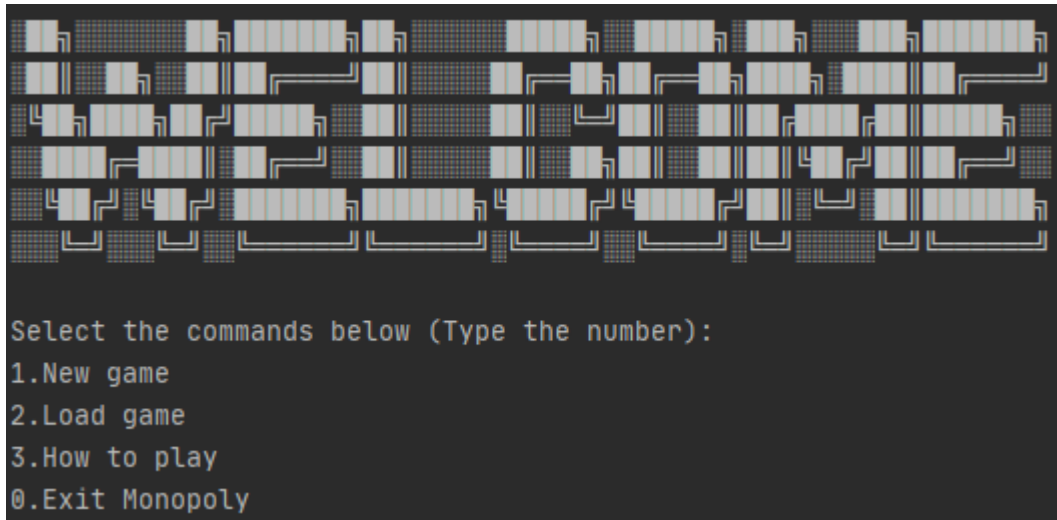 WELCOME
Select the commands below (Type the number):
1.New game
2.Load game
3.How to play
0.Exit Monopoly